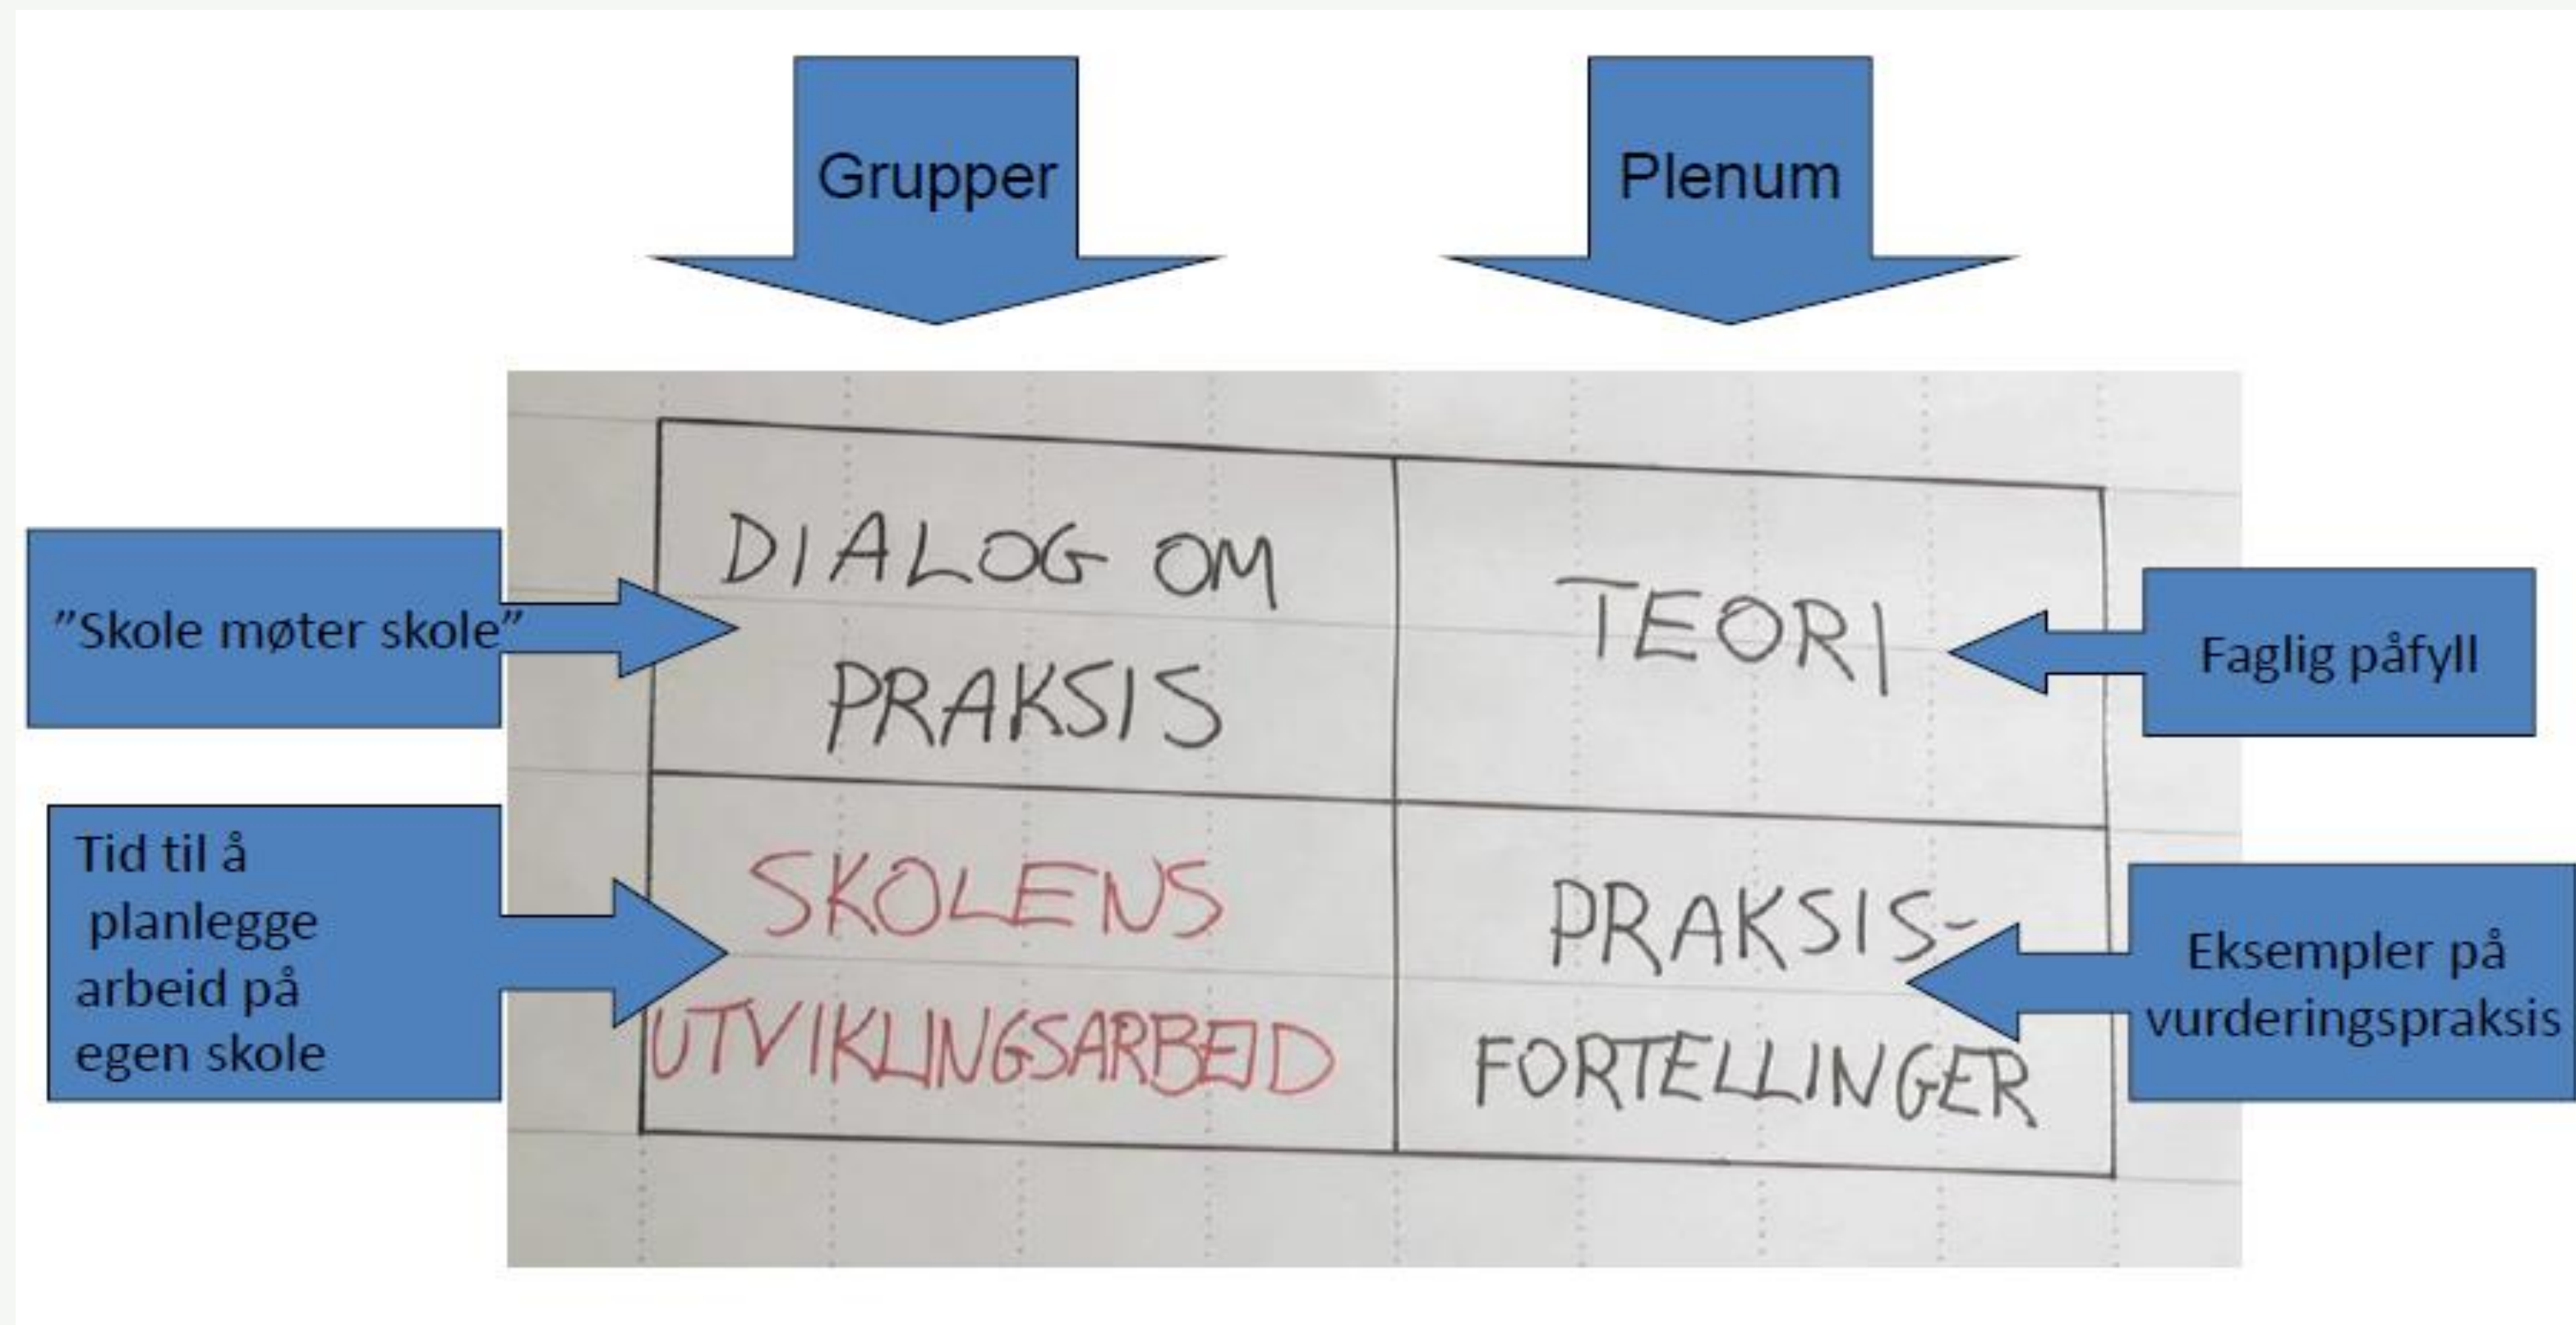 Grupper
Plenum
"Skole møter skole"
DIALOG OM
PRAKSIS
TEORI
Faglig påfyll
Tid til å
planlegge
arbeid på
egen skole
SKOLENS
UTVIKLINGSARBEID
PRAKSIS-
FORTELLINGER
Eksempler på
vurderingspraksis